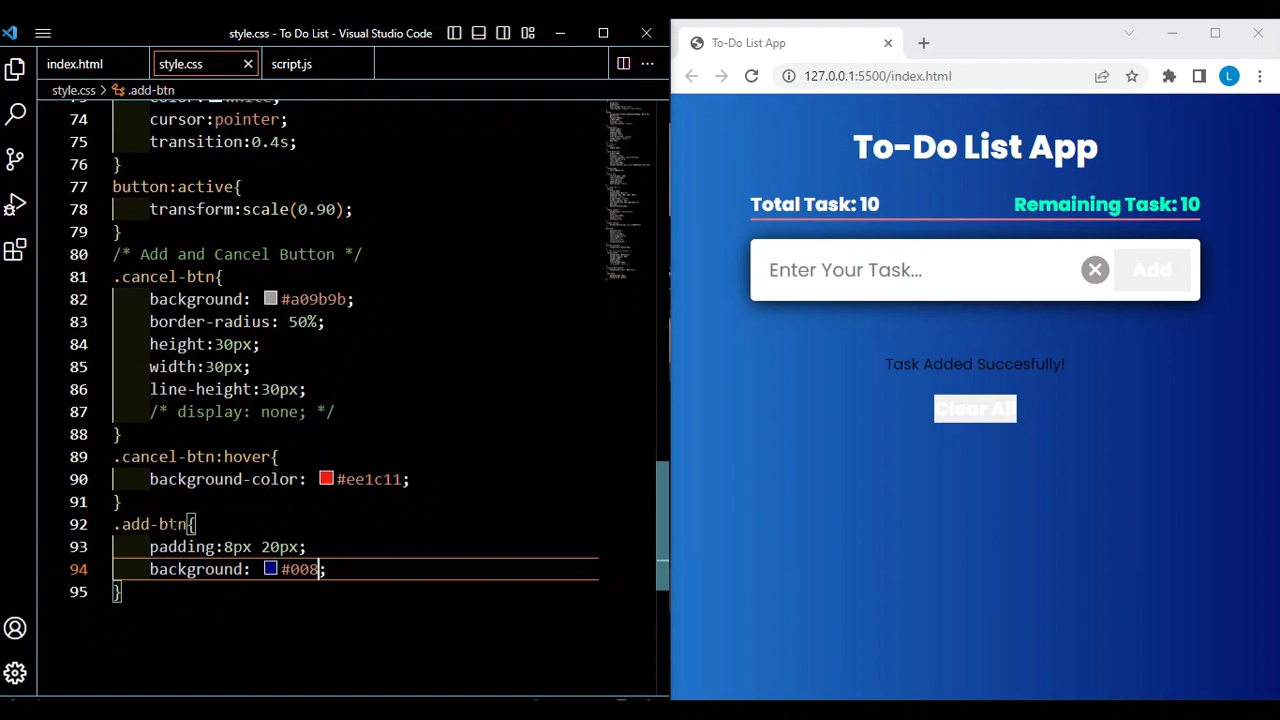 style.css - To Do List - Visual Studio Code
index.html
style.css
script.js
style.css > .add-btn
73 color: white;
74 cursor:pointer;
75 transition:0.4s;
76 }
77 button:active{
78 transform:scale(0.90);
79 }
80 /* Add and Cancel Button */
81 .cancel-btn{
82 background: #a09b9b;
83 border-radius: 50%;
84 height:30px;
85 width:30px;
86 line-height:30px;
87 /* display: none; */
88 }
89 .cancel-btn:hover{
90 background-color: #ee1c11;
91 }
92 .add-btn{
93 padding:8px 20px;
94 background: #008;
95 }
To-Do List App
127.0.0.1:5500/index.html
L
To-Do List App
Total Task: 10
Remaining Task: 10
Enter Your Task...
Add
Task Added Succesfully!
Clear All